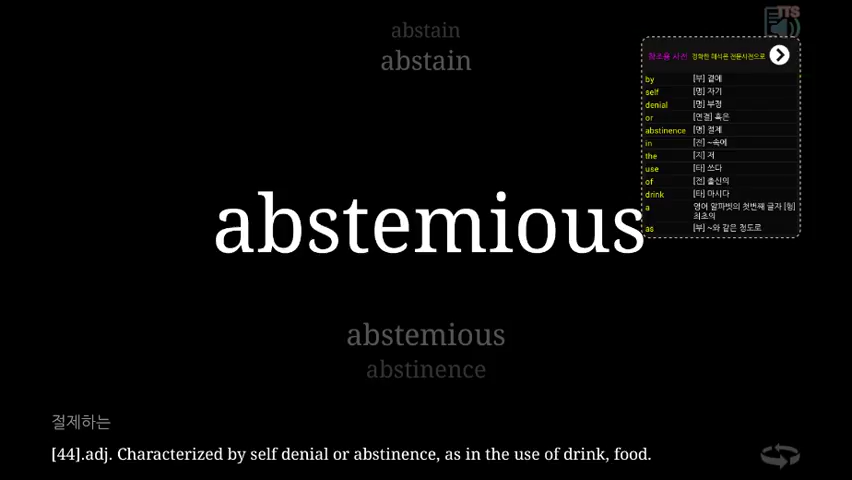 abstain
abstain
TTS
참조용 사전 정확한 해석은 전문사전으로
by [부] 곁에
self [명] 자기
denial [명] 부정
or [연결] 혹은
abstinence [명] 절제
in [전] ~속에
the [지] 저
use [타] 쓰다
of [전] 출신의
drink [타] 마시다
a 영어 알파벳의 첫번째 글자 [형]
최초의
as [부] ~와 같은 정도로
abstemious
abstemious
abstinence
절제하는
[44].adj. Characterized by self denial or abstinence, as in the use of drink, food.